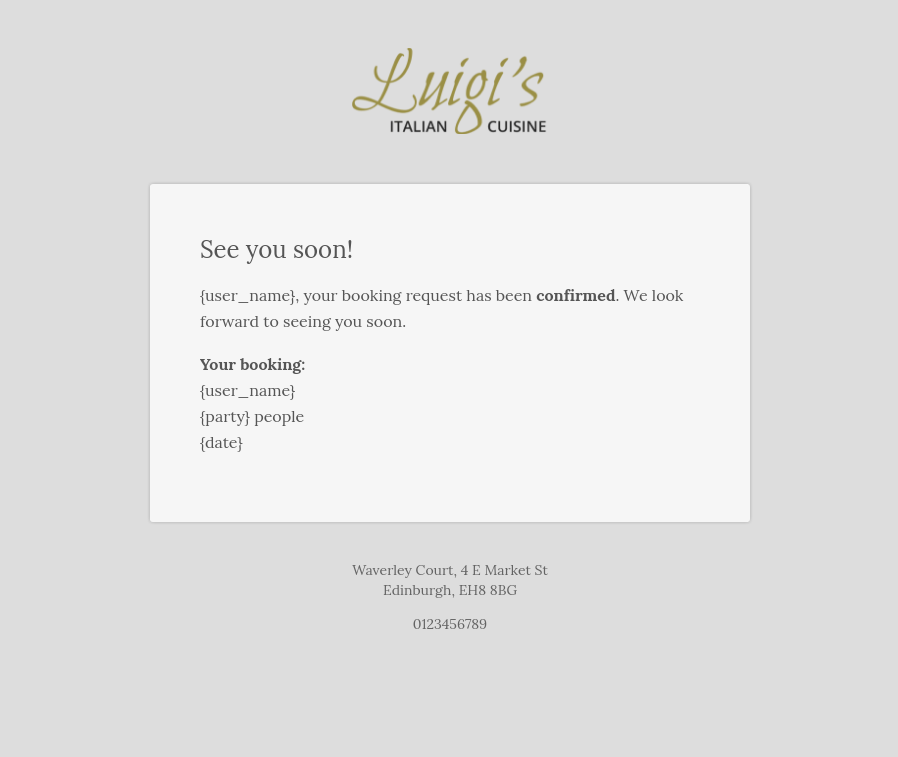 Luigi's
ITALIAN CUISINE
See you soon!
{user_name}, your booking request has been confirmed. We look
forward to seeing you soon.
Your booking:
{user_name}
{party} people
{date}
Waverley Court, 4 E Market St
Edinburgh, EH8 8BG
0123456789